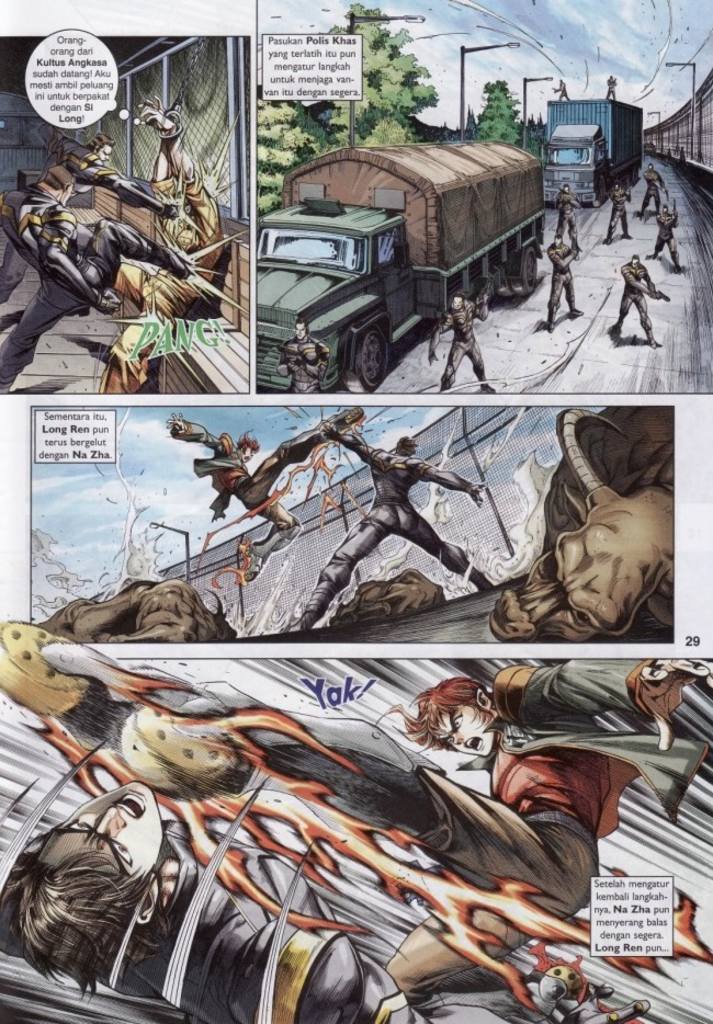 Orang-
orang dari
Kultus Angkasa
sudah datang! Aku
mesti ambil peluang
ini untuk berpakat
dengan Si
Long!
PANG!
Pasukan Polis Khas
yang terlatih itu pun
mengatur langkah
untuk menjaga van-
van itu dengan segera.
Sementara itu,
Long Ren pun
terus bergelut
dengan Na Zha.
29
Yak!
Setelah mengatur
kembali langkah-
nya, Na Zha pun
menyerang balas
dengan segera.
Long Ren pun...